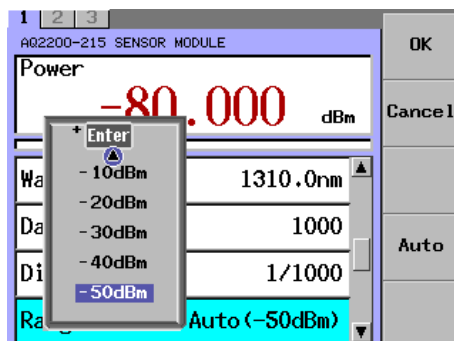 1 2 3
AQ2200-215 SENSOR MODULE
OK
Power
-80.000 dBm
Cancel
Enter
-10dBm
-20dBm
-30dBm
-40dBm
-50dBm
1310.0nm
1000
1/1000
Auto(-50dBm)
Auto